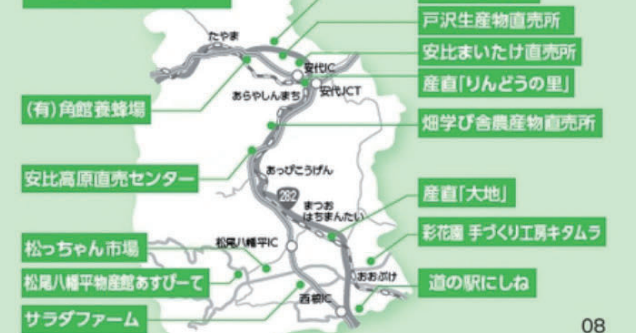 戸沢生産物直売所
たやま
安比まいたけ直売所
安代IC
産直「りんどうの里」
安代JCT
あらやしんまち
(有)角館養蜂場
畑学び舎農産物直売所
安比高原直売センター
あっぴこうげん
282
産直「大地」
まつお
はちまんたい
彩花園 手づくり工房キタムラ
松っちゃん市場
松尾八幡平IC
松尾八幡平物産館あすぴーて
おおぶけ
道の駅にしね
西根IC
サラダファーム
08